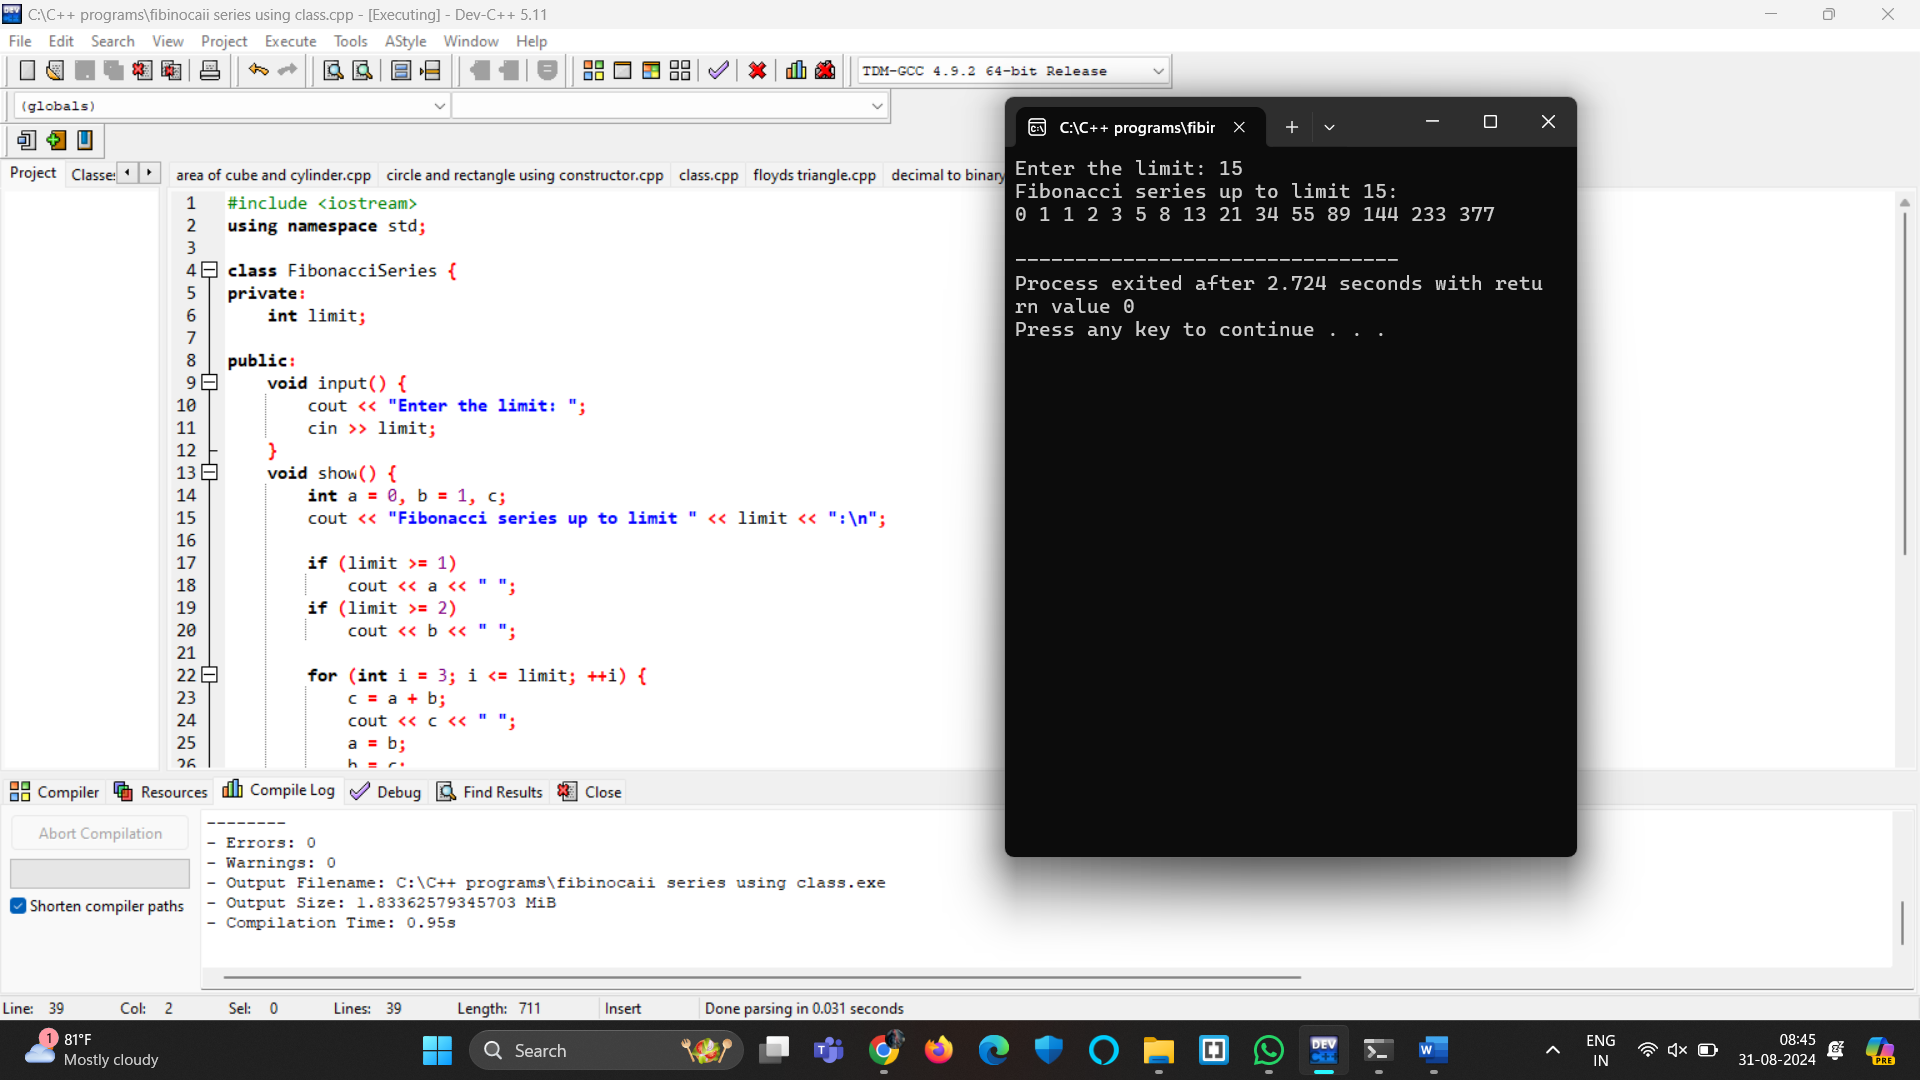 C:\C++ programs\fibinocaii series using class.cpp - [Executing] - Dev-C++ 5.11
File Edit Search View Project Execute Tools AStyle Window Help
TDM-GCC 4.9.2 64-bit Release
(globals)
Project Classes
area of cube and cylinder.cpp circle and rectangle using constructor.cpp class.cpp floyds triangle.cpp decimal to binary
1 #include <iostream>
2 using namespace std;
3
4 class FibonacciSeries {
5 private:
6 int limit;
7
8 public:
9 void input() {
10 cout << "Enter the limit: ";
11 cin >> limit;
12 }
13 void show() {
14 int a = 0, b = 1, c;
15 cout << "Fibonacci series up to limit " << limit << ":\n";
16
17 if (limit >= 1)
18 cout << a << " ";
19 if (limit >= 2)
20 cout << b << " ";
21
22 for (int i = 3; i <= limit; ++i) {
23 c = a + b;
24 cout << c << " ";
25 a = b;
26 b = c;
C:\C++ programs\fibir
Enter the limit: 15
Fibonacci series up to limit 15:
0 1 1 2 3 5 8 13 21 34 55 89 144 233 377
--------------------------------
Process exited after 2.724 seconds with retu
rn value 0
Press any key to continue . . .
Compiler Resources Compile Log Debug Find Results Close
Abort Compilation
Shorten compiler paths
--------
- Errors: 0
- Warnings: 0
- Output Filename: C:\C++ programs\fibinocaii series using class.exe
- Output Size: 1.83362579345703 MiB
- Compilation Time: 0.95s
Line: 39 Col: 2 Sel: 0 Lines: 39 Length: 711 Insert Done parsing in 0.031 seconds
1
81°F
Mostly cloudy
Search
DEV
ENG
IN
08:45
31-08-2024
PRE